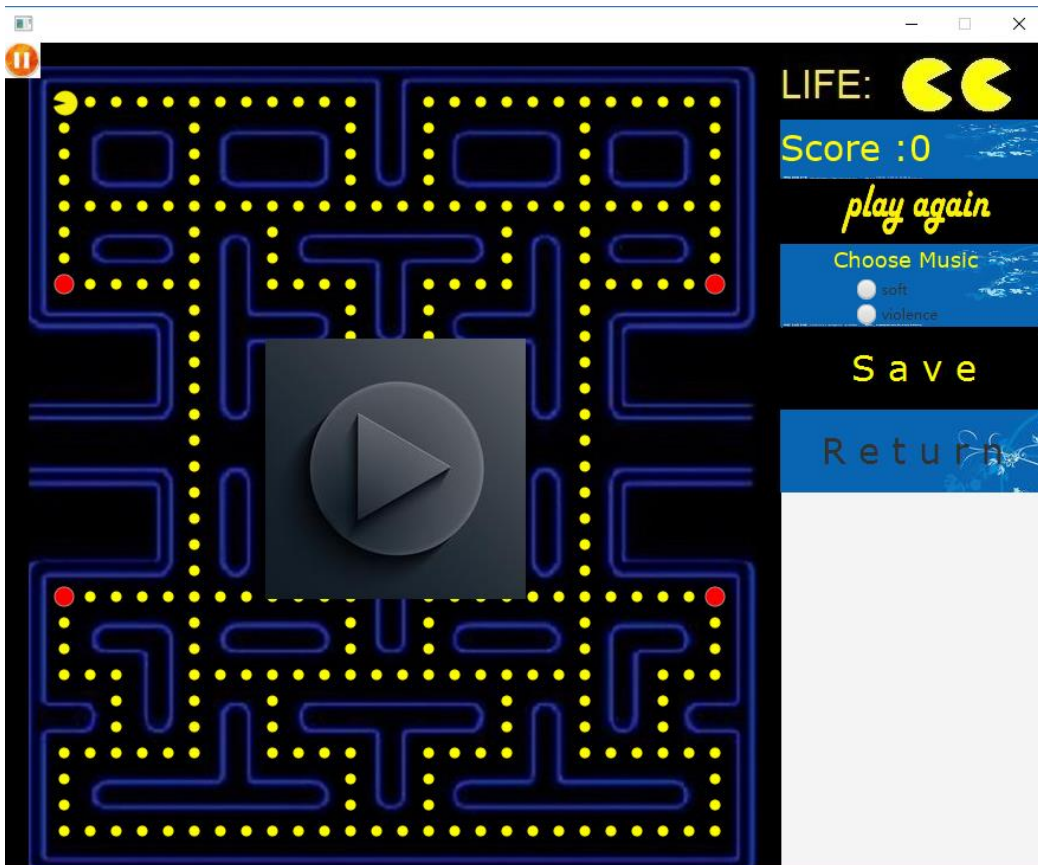 LIFE:
Score :0
play again
Choose Music
soft
violence
S a v e
R e t u r n